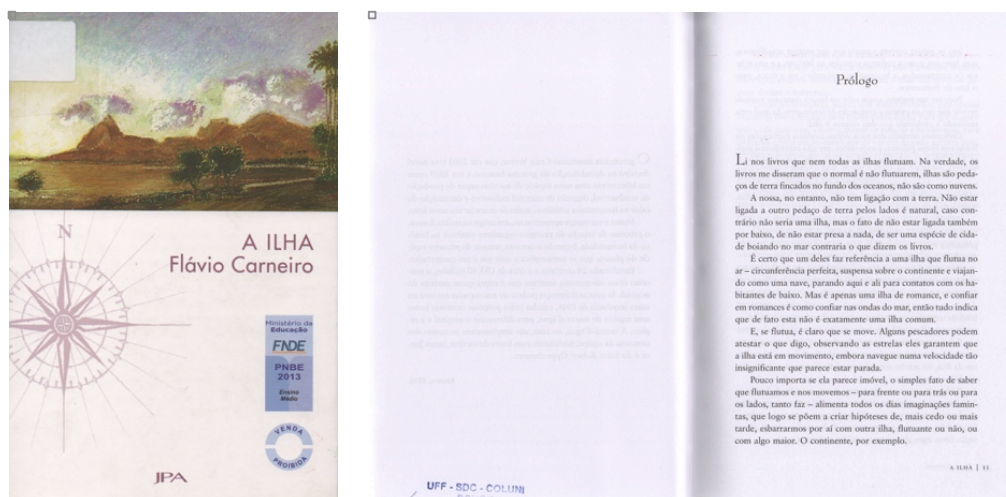 N
A ILHA
Flávio Carneiro
Ministério da
Educação
FNDE
PNBE
2013
Ensino
Médio
VENDA
PROIBIDA
JPA
UFF - SDC - COLUNI
Prólogo
Li nos livros que nem todas as ilhas flutuam. Na verdade, os
livros me disseram que o normal é não flutuarem, ilhas são peda-
ços de terra fincados no fundo dos oceanos, não são como nuvens.
A nossa, no entanto, não tem ligação com a terra. Não estar
ligada a outro pedaço de terra pelos lados é natural, caso con-
trário não seria uma ilha, mas o fato de não estar ligada também
por baixo, de não estar presa a nada, de ser uma espécie de cida-
de boiando no mar contraria o que dizem os livros.
É certo que um deles faz referência a uma ilha que flutua no
ar – circunferência perfeita, suspensa sobre o continente e viajan-
do como uma nave, parando aqui e ali para contatos com os ha-
bitantes de baixo. Mas é apenas uma ilha de romance, e confiar
em romances é como confiar nas ondas do mar, então tudo indica
que de fato esta não é exatamente uma ilha comum.
E, se flutua, é claro que se move. Alguns pescadores podem
atestar o que digo, observando as estrelas eles garantem que
a ilha está em movimento, embora navegue numa velocidade tão
insignificante que parece estar parada.
Pouco importa se ela parece imóvel, o simples fato de saber
que flutuamos e nos movemos – para frente ou para trás ou para
os lados, tanto faz – alimenta todos os dias imaginações famin-
tas, que logo se põem a criar hipóteses de, mais cedo ou mais
tarde, esbarrarmos por aí com outra ilha, flutuante ou não, ou
com algo maior. O continente, por exemplo.
A ILHA | 11